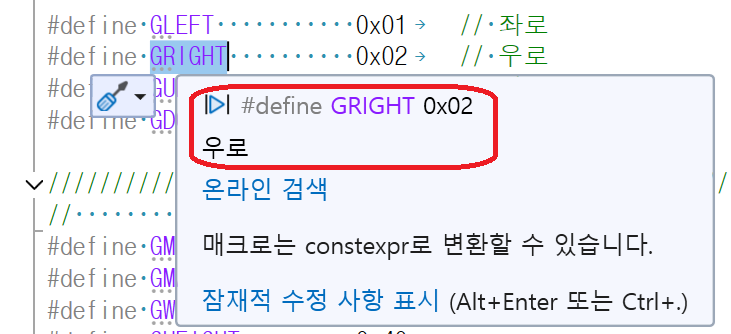 #define GLEFT 0x01 // 좌로
#define GRIGHT 0x02 // 우로
#define GU
#define GD
#define GRIGHT 0x02
우로
온라인 검색
매크로는 constexpr로 변환할 수 있습니다.
잠재적 수정 사항 표시 (Alt+Enter 또는 Ctrl+.)
////////////
//
#define GM
#define GM
#define GW